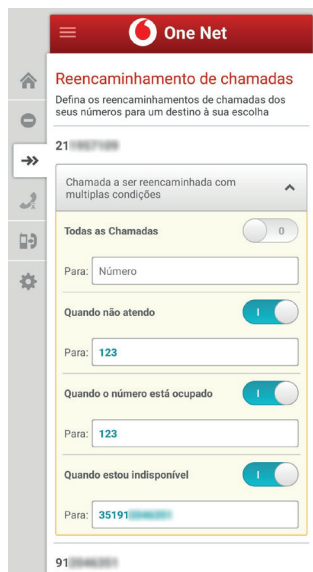 One Net
Reencaminhamento de chamadas
Defina os reencaminhamentos de chamadas dos
seus números para um destino à sua escolha
21
Chamada a ser reencaminhada com
multiplas condições
Todas as Chamadas 0
Para: Número
Quando não atendo I
Para: 123
Quando o número está ocupado I
Para: 123
Quando estou indisponível I
Para: 35191
91